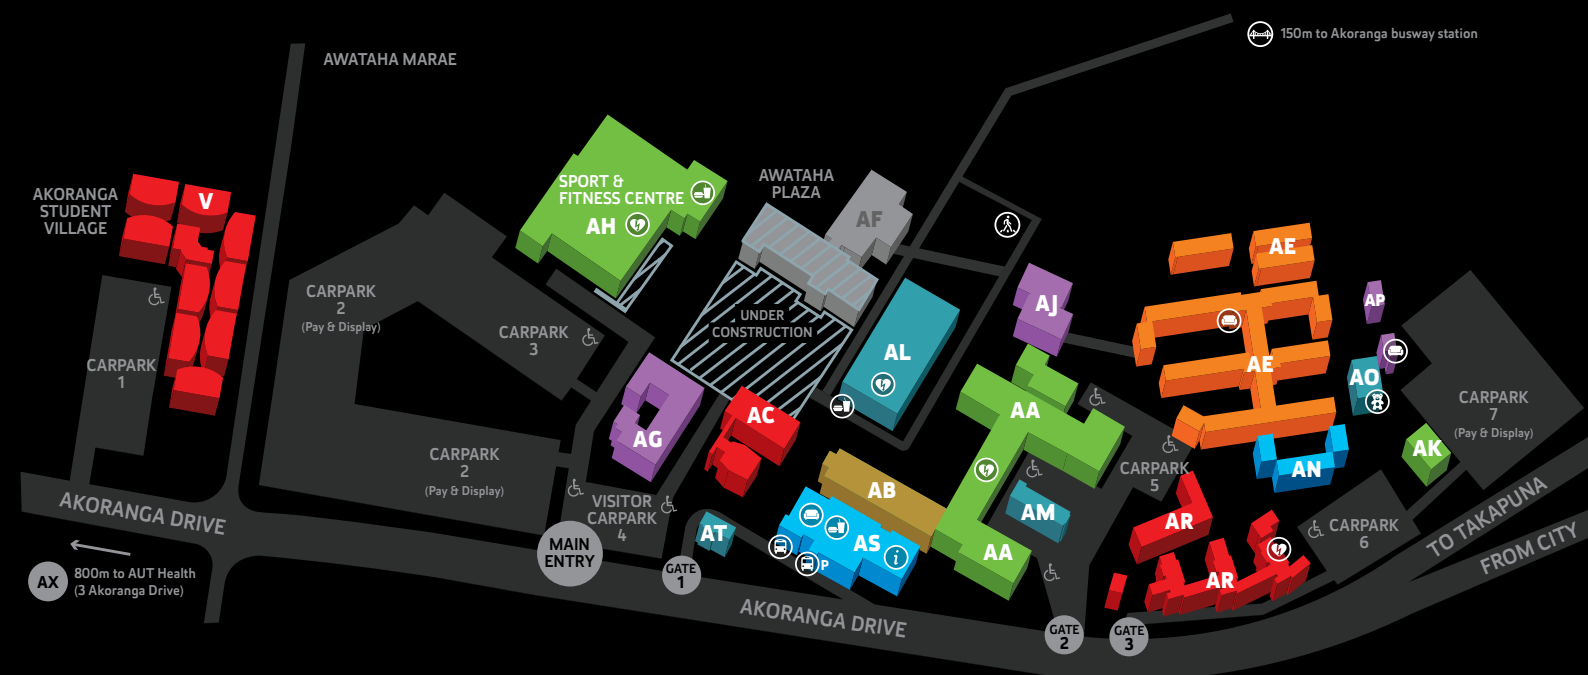 150m to Akoranga busway station
AWATAHA MARAE
AKORANGA
STUDENT
VILLAGE
V
SPORT &
FITNESS CENTRE
AH
AWATAHA
PLAZA
AF
CARPARK
2
(Pay & Display)
CARPARK
3
UNDER
CONSTRUCTION
CARPARK
1
AL
AJ
AE
AE
AP
AO
CARPARK
7
(Pay & Display)
AG
AC
AA
AK
CARPARK
2
(Pay & Display)
AB
AN
CARPARK
5
VISITOR
CARPARK
4
AT
AS
i
P
AM
AA
AR
AR
CARPARK
6
AKORANGA DRIVE
MAIN
ENTRY
GATE
1
AX
800m to AUT Health
(3 Akoranga Drive)
AKORANGA DRIVE
GATE
2
GATE
3
TO TAKAPUNA
FROM CITY